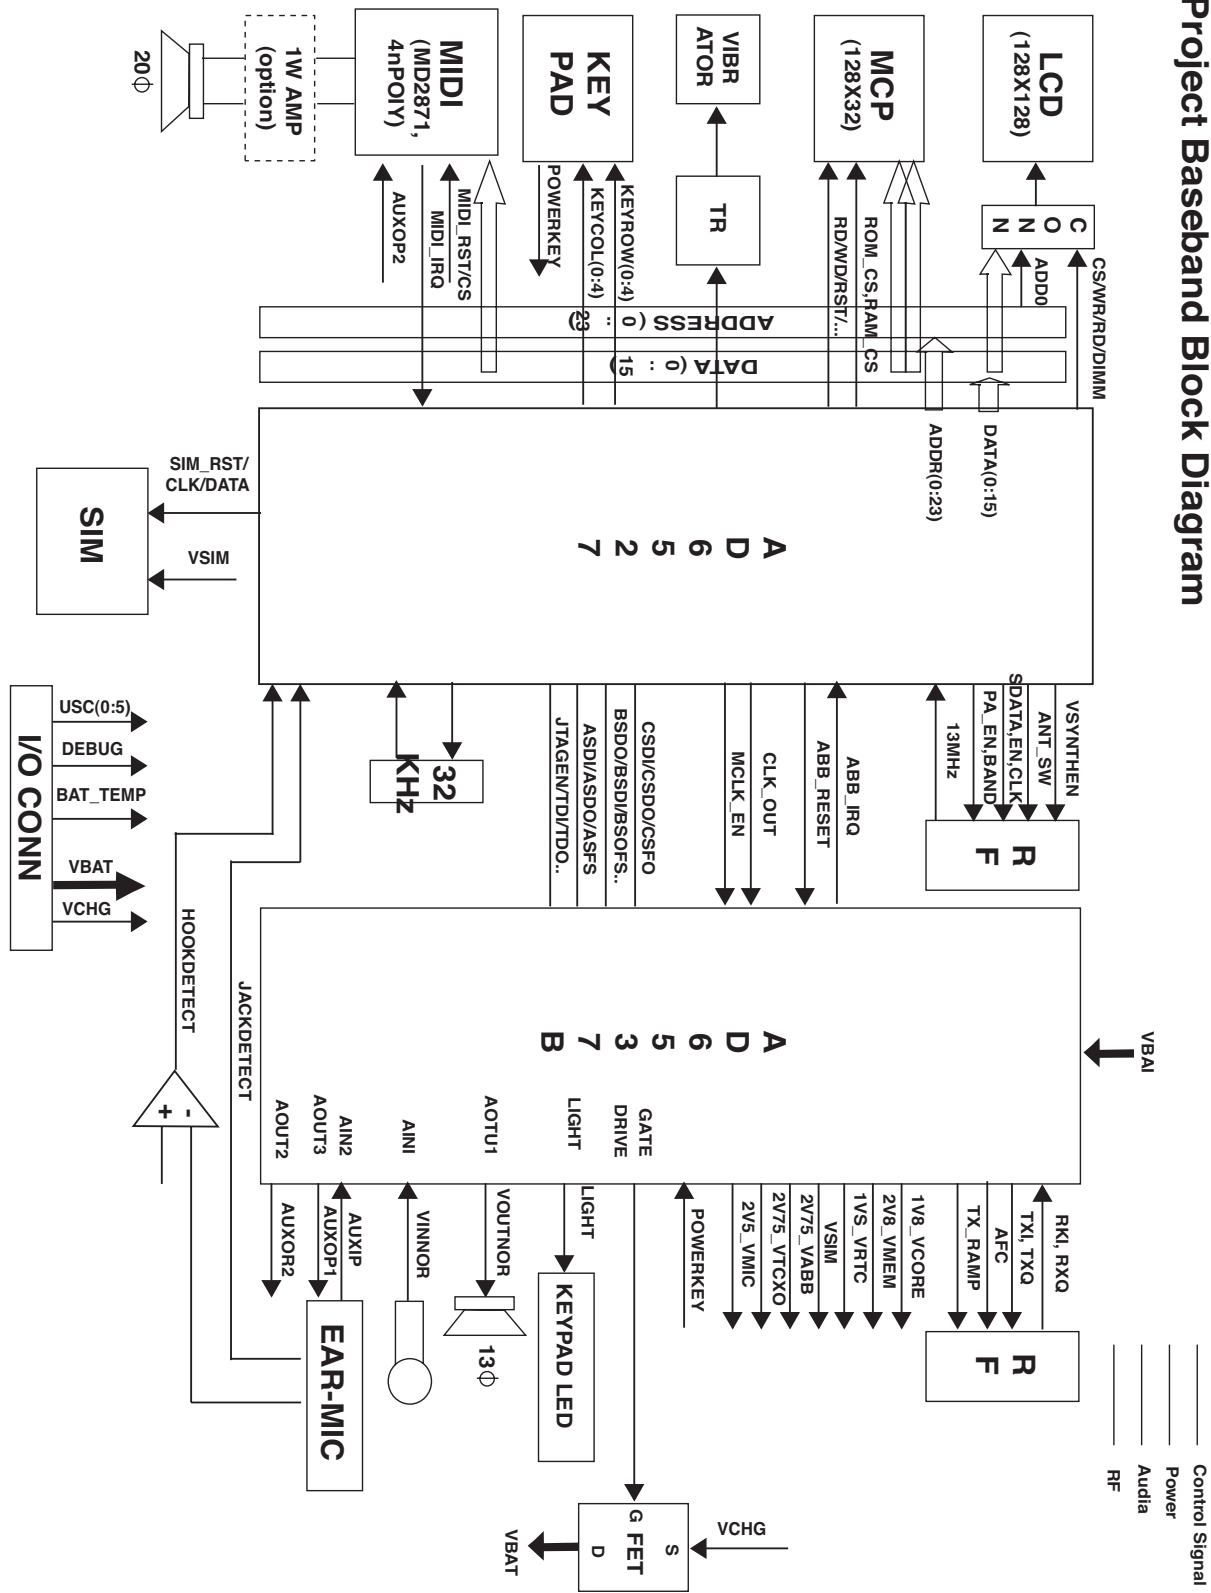 Project Baseband Block Diagram
LCD
(128X128)
MCP
(128X32)
VIBR
ATOR
KEY
PAD
MIDI
(MD2871,
4nPOIY)
1W AMP
(option)
20Φ
CONN
TR
CS/WR/RD/DIMM
ADD0
ROM_CS,RAM_CS
RD/WD/RST/...
KEYROW(0:4)
KEYCOL(0:4)
POWERKEY
MIDI_RST/CS
MIDI_IRQ
AUXOP2
ADDRESS (0 :: 23)
DATA (0 : 15)
DATA(0:15)
ADDR(0:23)
AD6527
SIM_RST/
CLK/DATA
VSIM
SIM
VSYNTHEN
ANT_SW
SDATA,EN,CLK
PA_EN,BAND
13MHz
RF
ABB_IRQ
ABB_RESET
CLK_OUT
MCLK_EN
CSDI/CSDO/CSFO
BSDO/BSDI/BSOFS..
ASDI/ASDO/ASFS
JTAGEN/TDI/TDO..
32
KHz
USC(0:5)
DEBUG
BAT_TEMP
VBAT
VCHG
I/O CONN
HOOKDETECT
JACKDETECT
+ -
AD6537B
VBAI
GATE
DRIVE
LIGHT
AOTU1
AINI
AIN2
AOUT3
AOUT2
RKI, RXQ
TXI, TXQ
AFC
TX_RAMP
RF
1V8_VCORE
2V8_VMEM
1VS_VRTC
VSIM
2V75_VABB
2V75_VTCXO
2V5_VMIC
POWERKEY
LIGHT
VOUTNOR
VINNOR
AUXIP
AUXOP1
AUXOR2
KEYPAD LED
13Φ
EAR-MIC
G
FET
S
D
VCHG
VBAT
Control Signal
Power
Audia
RF